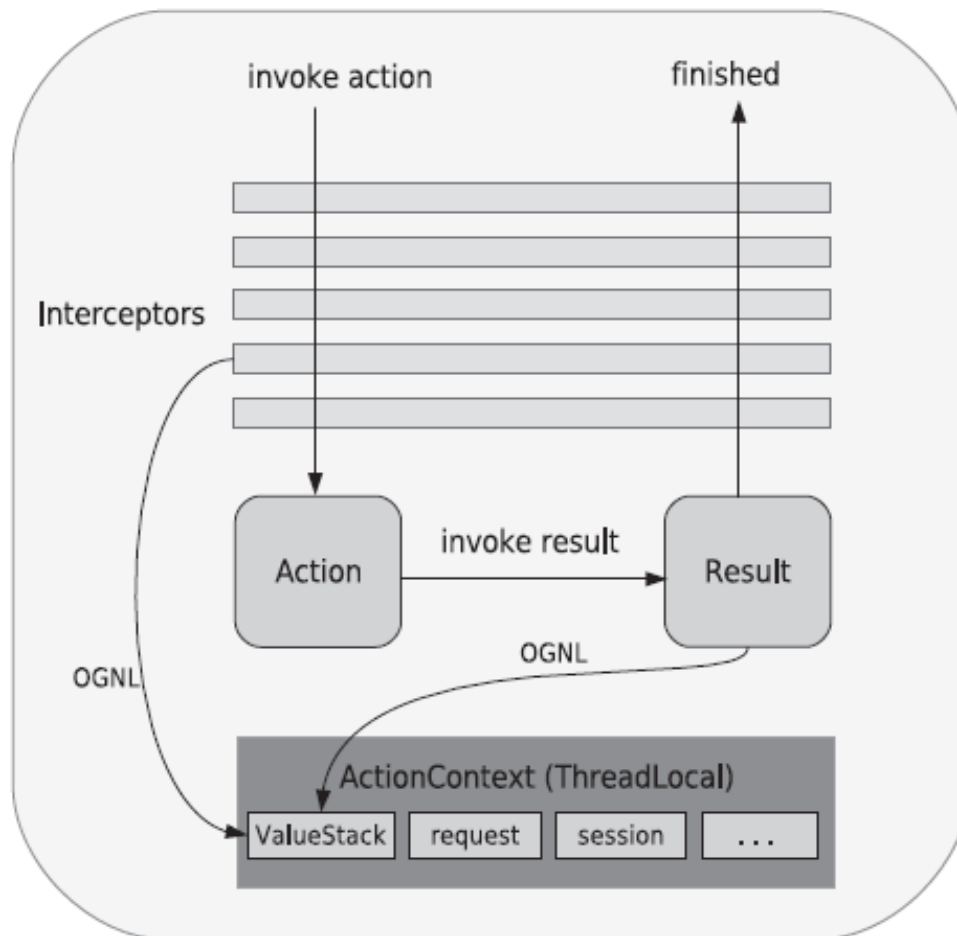 invoke action
finished
Interceptors
Action
invoke result
Result
OGNL
OGNL
ActionContext (ThreadLocal)
ValueStack
request
session
...